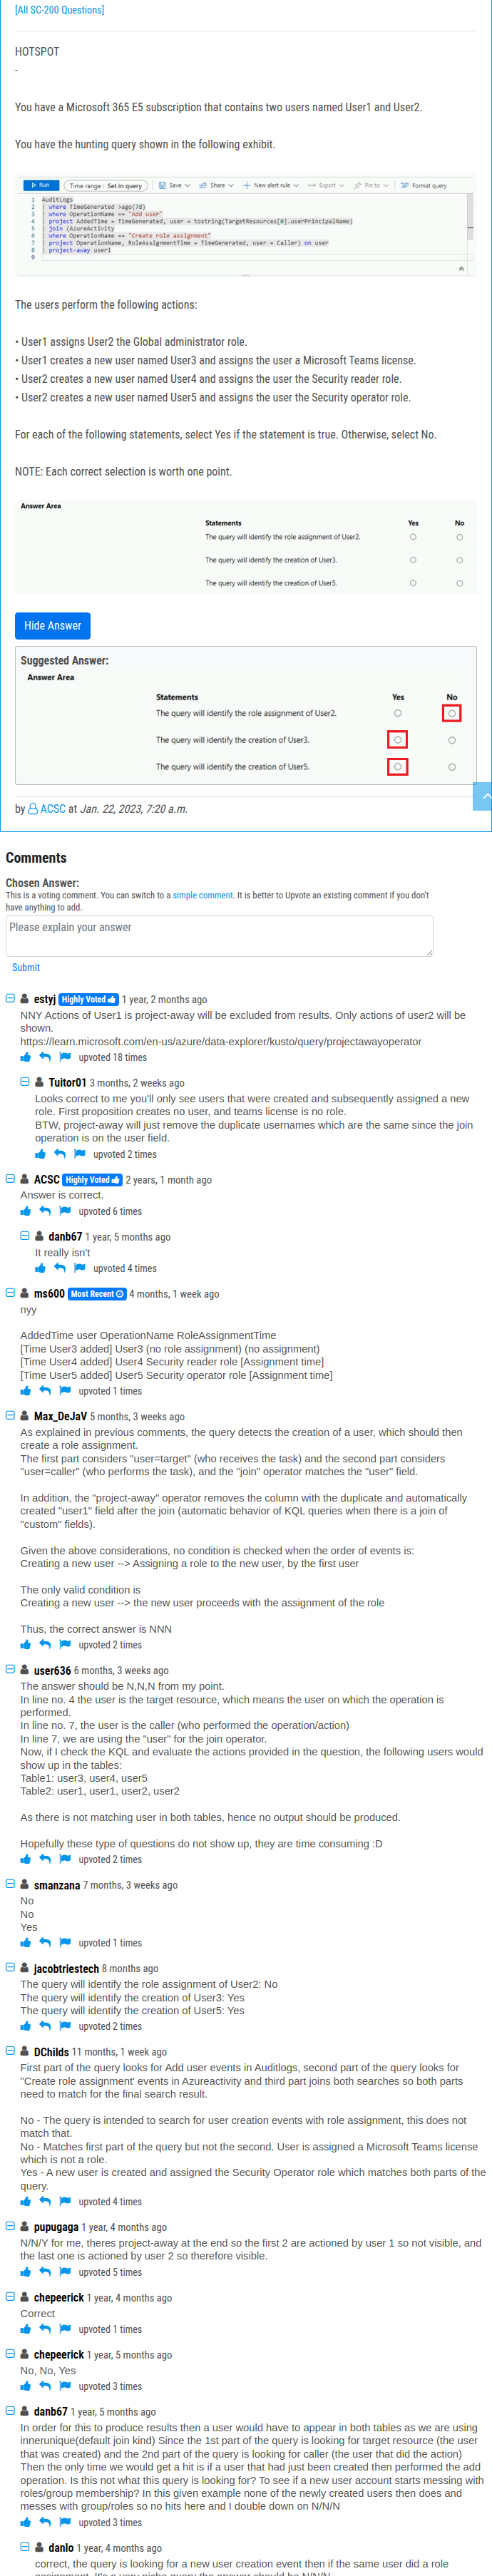 [All SC-200 Questions]
HOTSPOT
-
You have a Microsoft 365 E5 subscription that contains two users named User1 and User2.
You have the hunting query shown in the following exhibit.
Run Time range : Set in query Save Share New alert rule Export Pin to Format query
1 AuditLogs
2 | where TimeGenerated >ago(7d)
3 | where OperationName == "Add user"
4 | project AddedTime = TimeGenerated, user = tostring(TargetResources[0].userPrincipalName)
5 | join (AzureActivity
6 | where OperationName == "Create role assignment"
7 | project OperationName, RoleAssignmentTime = TimeGenerated, user = Caller) on user
8 | project-away user1
9
The users perform the following actions:
• User1 assigns User2 the Global administrator role.
• User1 creates a new user named User3 and assigns the user a Microsoft Teams license.
• User2 creates a new user named User4 and assigns the user the Security reader role.
• User2 creates a new user named User5 and assigns the user the Security operator role.
For each of the following statements, select Yes if the statement is true. Otherwise, select No.
NOTE: Each correct selection is worth one point.
Answer Area
Statements Yes No
The query will identify the role assignment of User2.
The query will identify the creation of User3.
The query will identify the creation of User5.
Hide Answer
Suggested Answer:
Answer Area
Statements Yes No
The query will identify the role assignment of User2.
The query will identify the creation of User3.
The query will identify the creation of User5.
by ACSC at Jan. 22, 2023, 7:20 a.m.
Comments
Chosen Answer:
This is a voting comment. You can switch to a simple comment. It is better to Upvote an existing comment if you don't
have anything to add.
Please explain your answer
Submit
estyj Highly Voted 1 year, 2 months ago
NNY Actions of User1 is project-away will be excluded from results. Only actions of user2 will be
shown.
https://learn.microsoft.com/en-us/azure/data-explorer/kusto/query/projectawayoperator
upvoted 18 times
Tuitor01 3 months, 2 weeks ago
Looks correct to me you'll only see users that were created and subsequently assigned a new
role. First proposition creates no user, and teams license is no role.
BTW, project-away will just remove the duplicate usernames which are the same since the join
operation is on the user field.
upvoted 2 times
ACSC Highly Voted 2 years, 1 month ago
Answer is correct.
upvoted 6 times
danb67 1 year, 5 months ago
It really isn't
upvoted 4 times
ms600 Most Recent 4 months, 1 week ago
nyy
AddedTime user OperationName RoleAssignmentTime
[Time User3 added] User3 (no role assignment) (no assignment)
[Time User4 added] User4 Security reader role [Assignment time]
[Time User5 added] User5 Security operator role [Assignment time]
upvoted 1 times
Max_DeJaV 5 months, 3 weeks ago
As explained in previous comments, the query detects the creation of a user, which should then
create a role assignment.
The first part considers "user=target" (who receives the task) and the second part considers
"user=caller" (who performs the task), and the "join" operator matches the "user" field.
In addition, the "project-away" operator removes the column with the duplicate and automatically
created "user1" field after the join (automatic behavior of KQL queries when there is a join of
"custom" fields).
Given the above considerations, no condition is checked when the order of events is:
Creating a new user --> Assigning a role to the new user, by the first user
The only valid condition is
Creating a new user --> the new user proceeds with the assignment of the role
Thus, the correct answer is NNN
upvoted 2 times
user636 6 months, 3 weeks ago
The answer should be N,N,N from my point.
In line no. 4 the user is the target resource, which means the user on which the operation is
performed.
In line no. 7, the user is the caller (who performed the operation/action)
In line 7, we are using the "user" for the join operator.
Now, if I check the KQL and evaluate the actions provided in the question, the following users would
show up in the tables:
Table1: user3, user4, user5
Table2: user1, user1, user2, user2
As there is not matching user in both tables, hence no output should be produced.
Hopefully these type of questions do not show up, they are time consuming :D
upvoted 2 times
smanzana 7 months, 3 weeks ago
No
No
Yes
upvoted 1 times
jacobtriestech 8 months ago
The query will identify the role assignment of User2: No
The query will identify the creation of User3: Yes
The query will identify the creation of User5: Yes
upvoted 2 times
DChilds 11 months, 1 week ago
First part of the query looks for Add user events in Auditlogs, second part of the query looks for
"Create role assignment' events in Azureactivity and third part joins both searches so both parts
need to match for the final search result.
No - The query is intended to search for user creation events with role assignment, this does not
match that.
No - Matches first part of the query but not the second. User is assigned a Microsoft Teams license
which is not a role.
Yes - A new user is created and assigned the Security Operator role which matches both parts of the
query.
upvoted 4 times
pupugaga 1 year, 4 months ago
N/N/Y for me, theres project-away at the end so the first 2 are actioned by user 1 so not visible, and
the last one is actioned by user 2 so therefore visible.
upvoted 5 times
chepeerick 1 year, 4 months ago
Correct
upvoted 1 times
chepeerick 1 year, 5 months ago
No, No, Yes
upvoted 3 times
danb67 1 year, 5 months ago
In order for this to produce results then a user would have to appear in both tables as we are using
innerunique(default join kind) Since the 1st part of the query is looking for target resource (the user
that was created) and the 2nd part of the query is looking for caller (the user that did the action)
Then the only time we would get a hit is if a user that had just been created then performed the add
operation. Is this not what this query is looking for? To see if a new user account starts messing with
roles/group membership? In this given example none of the newly created users then does and
messes with group/roles so no hits here and I double down on N/N/N
upvoted 3 times
danlo 1 year, 4 months ago
correct, the query is looking for a new user creation event then if the same user did a role